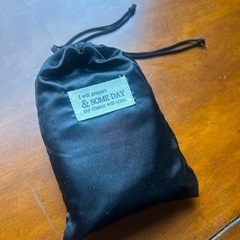 I will prepare
& SOME DAY
my chance will come.